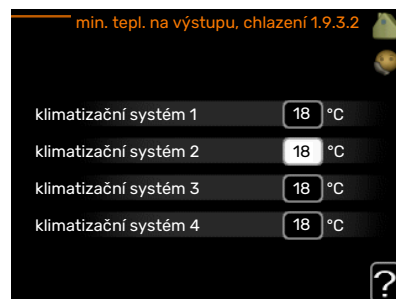 min. tepl. na výstupu, chlazení 1.9.3.2
klimatizační systém 1 18 °C
klimatizační systém 2 18 °C
klimatizační systém 3 18 °C
klimatizační systém 4 18 °C
?